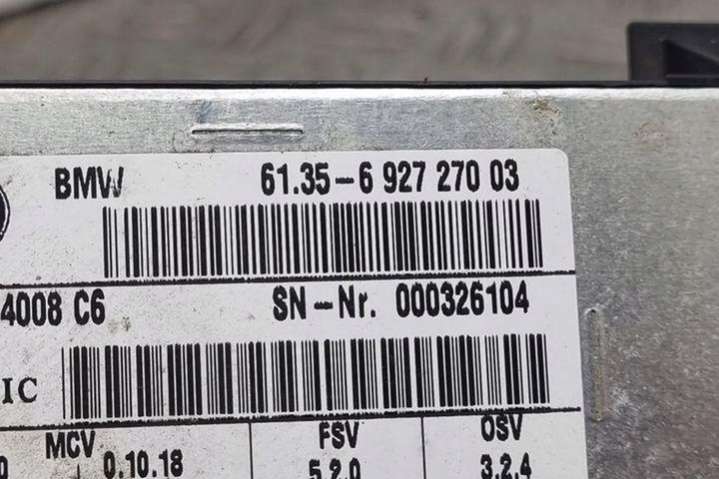 BMW 61.35-6 927 270 03
4008 C6 SN-Nr. 000326104
IC
MCV FSV OSV
0 0.10.18 5.2.0 3.2.4